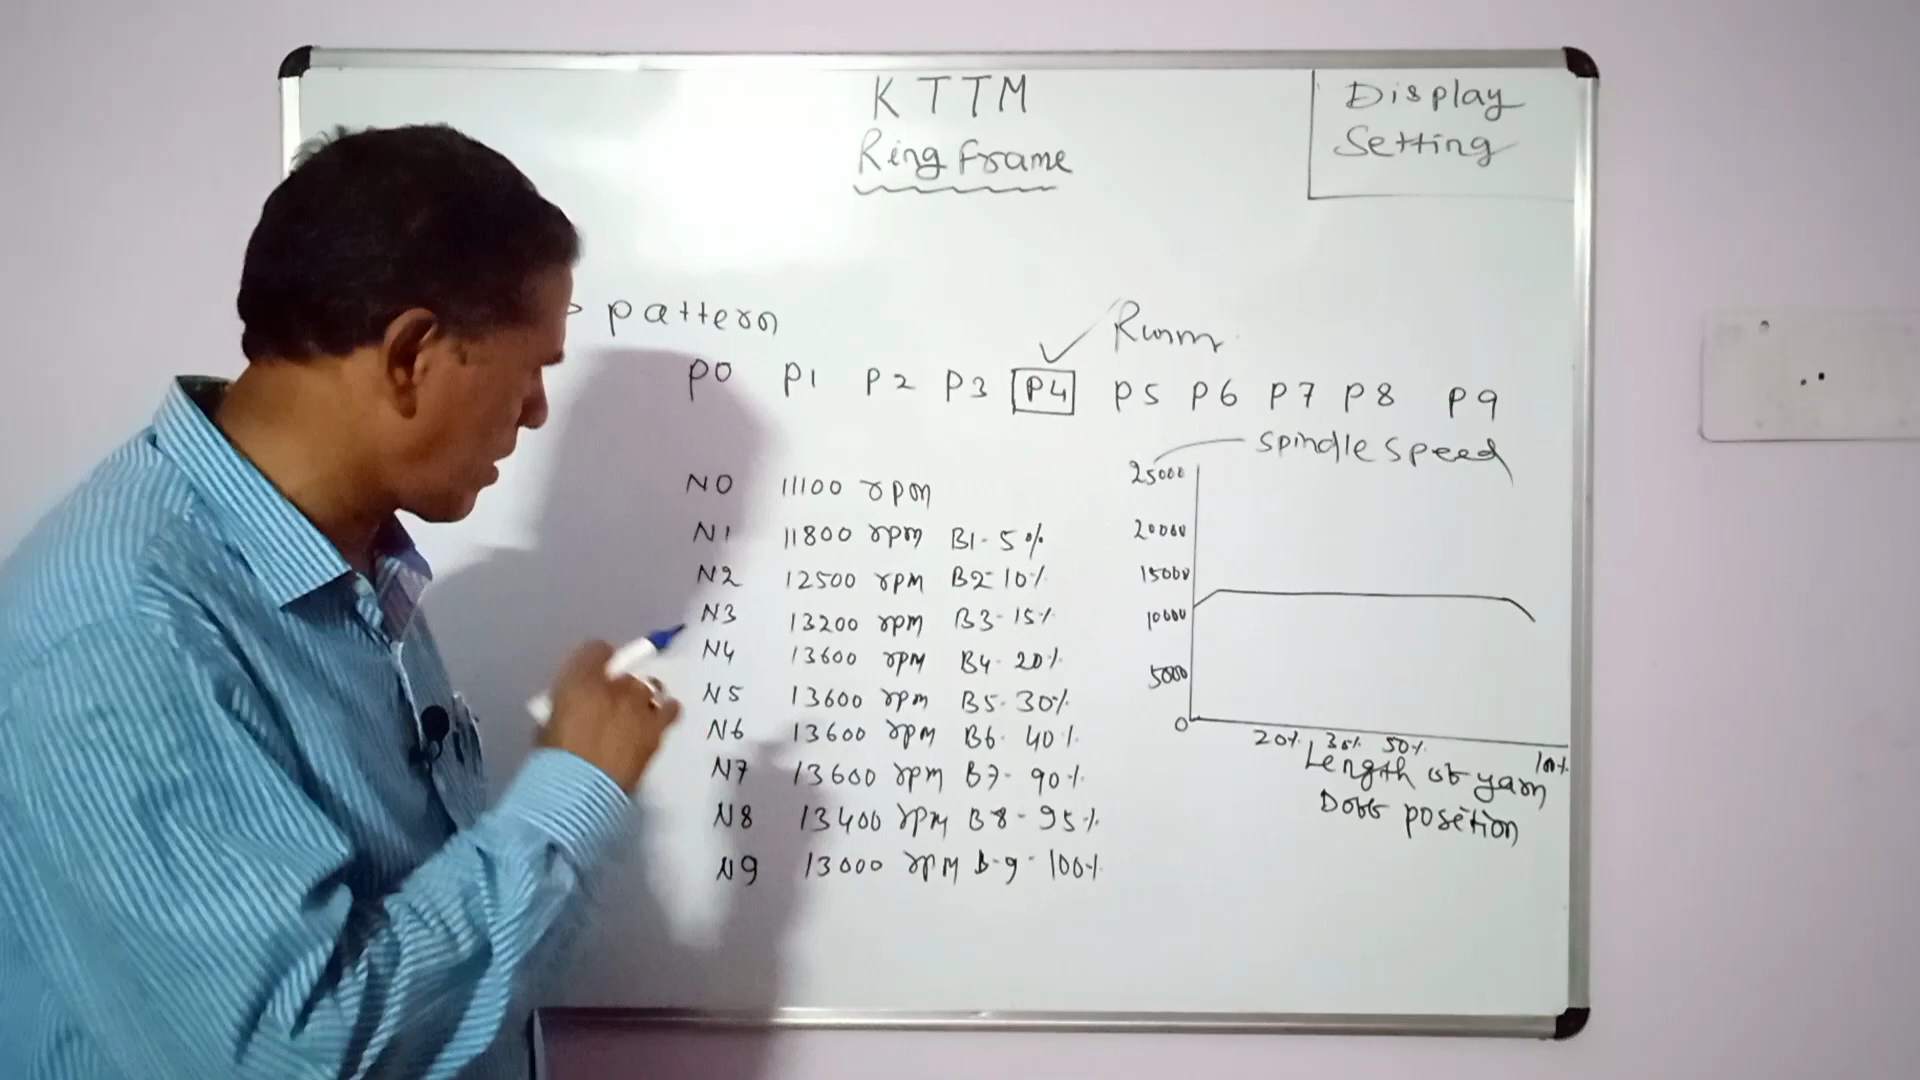 KTTM
Ring frame
Display
Setting
pattern
Runn
P0 P1 P2 P3 P4 P5 P6 P7 P8 P9
N0 11100 rpm
N1 11800 rpm B1-5%
N2 12500 rpm B2-10%
N3 13200 rpm B3-15%
N4 13600 rpm B4-20%
N5 13600 rpm B5-30%
N6 13600 rpm B6-40%
N7 13600 rpm B7-90%
N8 13400 rpm B8-95%
N9 13000 rpm B-9-100%
Spindle speed
25000
20000
15000
10000
5000
0
20% 30% 50% 100%
Length of yarn
Doff position